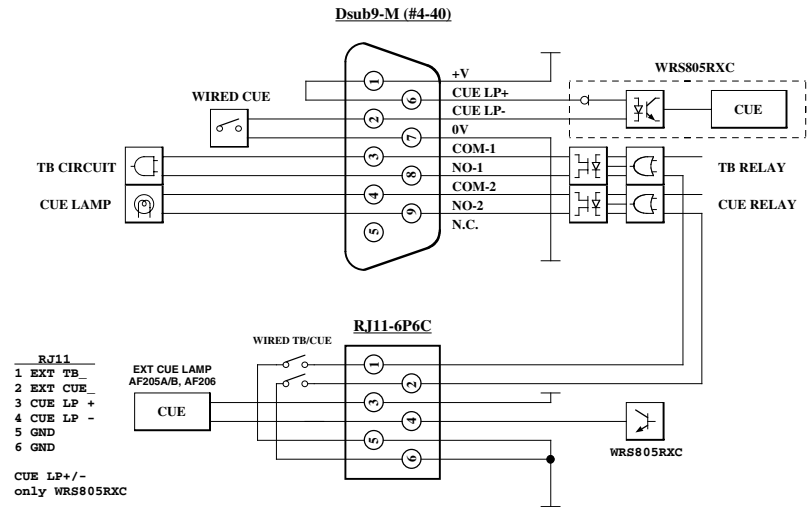 Dsub9-M (#4-40)
WRS805RXC
WIRED CUE
+V
CUE LP+
CUE LP-
0V
COM-1
NO-1
COM-2
NO-2
N.C.
1
6
2
7
3
8
4
9
5
CUE
TB CIRCUIT
CUE LAMP
TB RELAY
CUE RELAY
RJ11-6P6C
WIRED TB/CUE
1
2
3
4
5
6
RJ11
1 EXT TB_
2 EXT CUE_
3 CUE LP +
4 CUE LP -
5 GND
6 GND
CUE LP+/-
only WRS805RXC
EXT CUE LAMP
AF205A/B, AF206
CUE
WRS805RXC